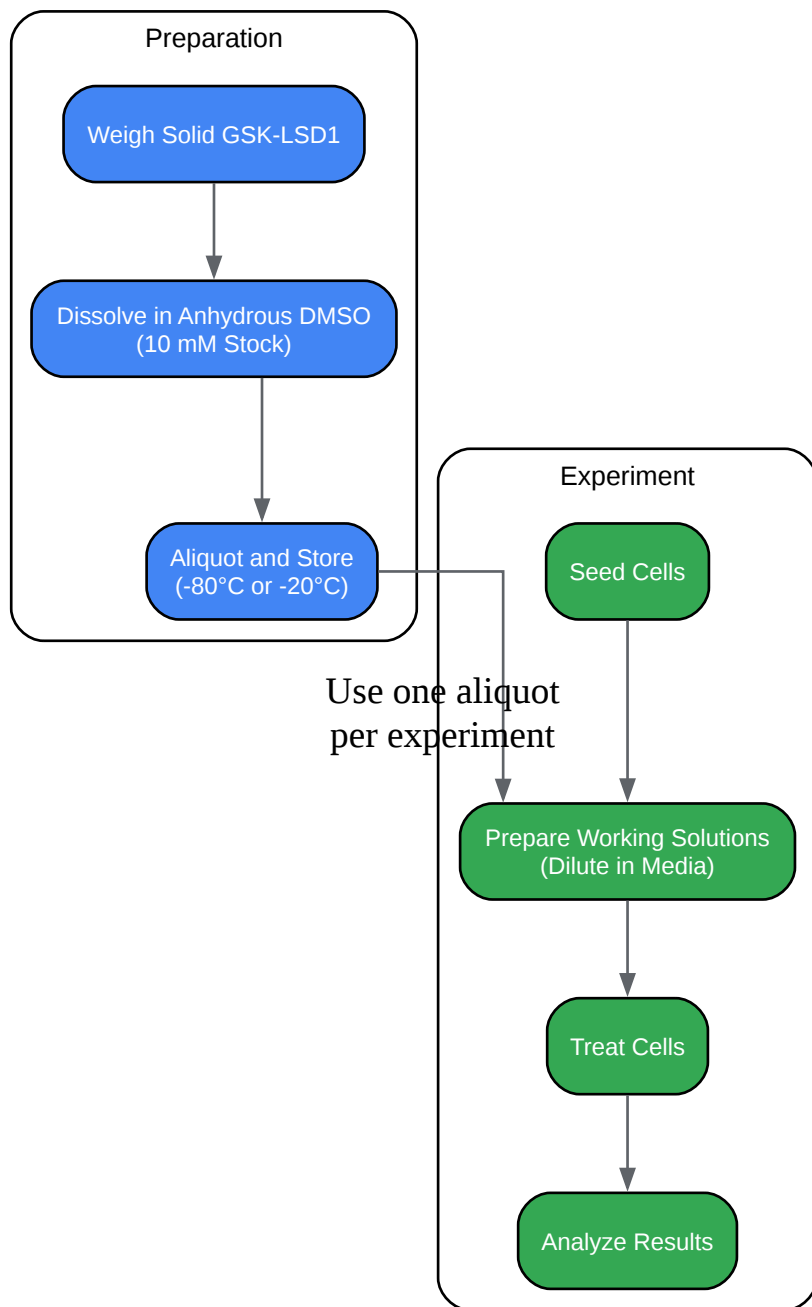 Preparation
Weigh Solid GSK-LSD1
Dissolve in Anhydrous DMSO
(10 mM Stock)
Aliquot and Store
(-80°C or -20°C)
Use one aliquot
per experiment
Experiment
Seed Cells
Prepare Working Solutions
(Dilute in Media)
Treat Cells
Analyze Results